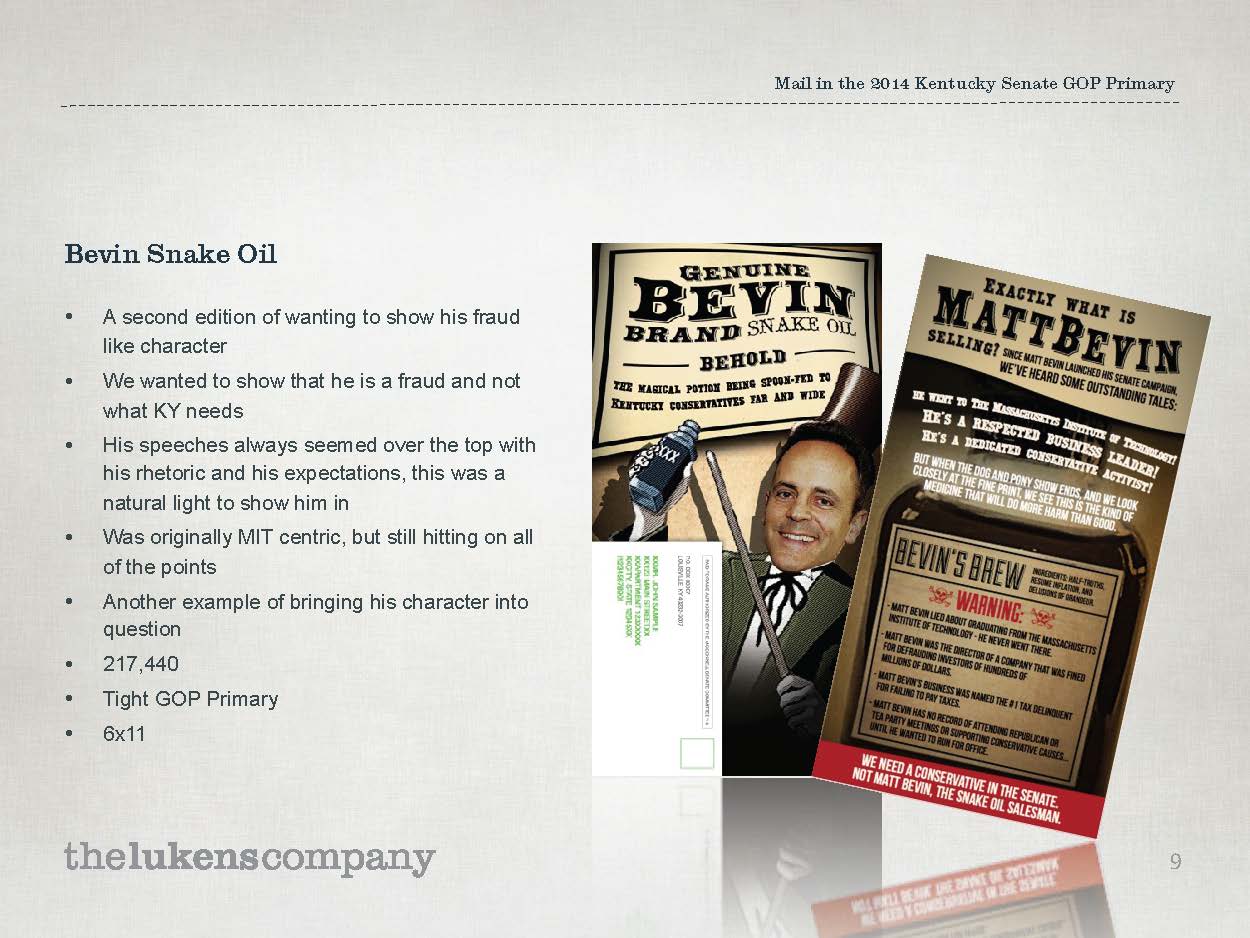 Mail in the 2014 Kentucky Senate GOP Primary
Bevin Snake Oil
• A second edition of wanting to show his fraud
like character
• We wanted to show that he is a fraud and not
what KY needs
• His speeches always seemed over the top with
his rhetoric and his expectations, this was a
natural light to show him in
• Was originally MIT centric, but still hitting on all
of the points
• Another example of bringing his character into
question
• 217,440
• Tight GOP Primary
• 6x11
GENUINE
BEVIN
BRAND SNAKE OIL
BEHOLD
THE MAGICAL POTION BEING SPOON-FED TO
KENTUCKY CONSERVATIVES FAR AND WIDE
XXX
EXACTLY WHAT IS
MATT BEVIN
SELLING? SINCE MATT BEVIN LAUNCHED HIS SENATE CAMPAIGN,
WE'VE HEARD SOME OUTSTANDING TALES:
HE WENT TO THE MASSACHUSETTS INSTITUTE OF TECHNOLOGY!
HE'S A RESPECTED BUSINESS LEADER!
HE'S A DEDICATED CONSERVATIVE ACTIVIST!
BUT WHEN THE DOG AND PONY SHOW ENDS, AND WE LOOK
CLOSELY AT THE FINE PRINT, WE SEE THIS IS THE KIND OF
MEDICINE THAT WILL DO MORE HARM THAN GOOD.
BEVIN'S BREW
INGREDIENTS: HALF-TRUTHS,
RESUME INFLATION, AND
DELUSIONS OF GRANDEUR.
WARNING:
- MATT BEVIN LIED ABOUT GRADUATING FROM THE MASSACHUSETTS
INSTITUTE OF TECHNOLOGY - HE NEVER WENT THERE.
- MATT BEVIN WAS THE DIRECTOR OF A COMPANY THAT WAS FINED
FOR DEFRAUDING INVESTORS OF HUNDREDS OF
MILLIONS OF DOLLARS.
- MATT BEVIN'S BUSINESS WAS NAMED THE #1 TAX DELINQUENT
FOR FAILING TO PAY TAXES.
- MATT BEVIN HAS NO RECORD OF ATTENDING REPUBLICAN OR
TEA PARTY MEETINGS OR SUPPORTING CONSERVATIVE CAUSES...
UNTIL HE WANTED TO RUN FOR OFFICE.
WE NEED A CONSERVATIVE IN THE SENATE.
NOT MATT BEVIN, THE SNAKE OIL SALESMAN.
thelukenscompany
9